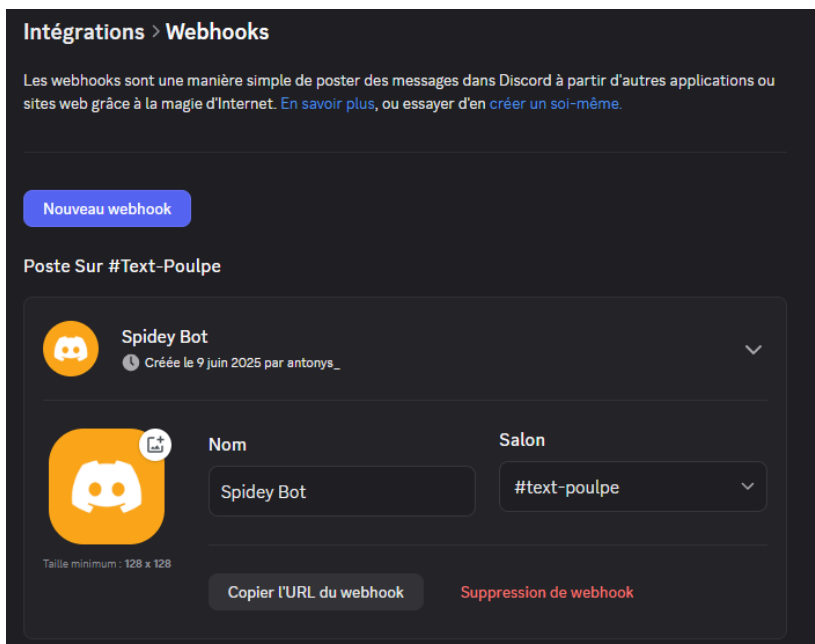 Intégrations > Webhooks
Les webhooks sont une manière simple de poster des messages dans Discord à partir d'autres applications ou
sites web grâce à la magie d'Internet. En savoir plus, ou essayer d'en créer un soi-même.
Nouveau webhook
Poste Sur #Text-Poulpe
Spidey Bot
Créée le 9 juin 2025 par antonys_
Nom
Salon
Spidey Bot
#text-poulpe
Taille minimum : 128 x 128
Copier l'URL du webhook
Suppression de webhook